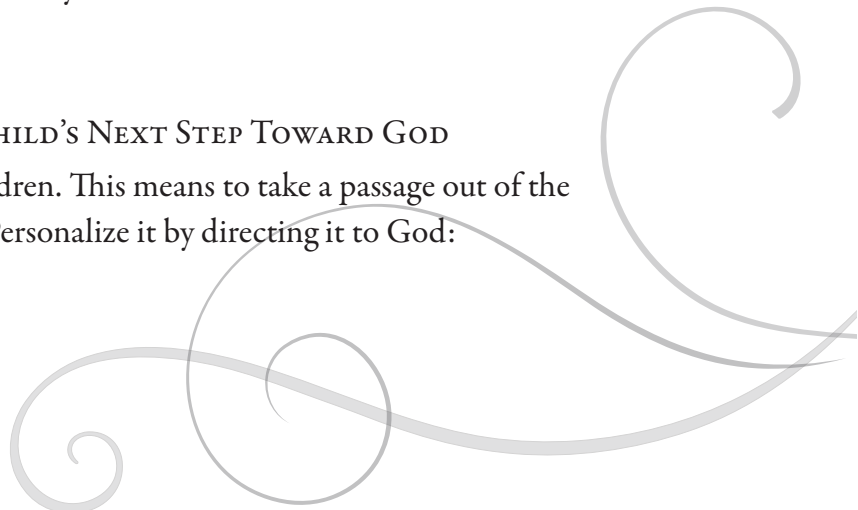 hild’s Next Step Toward God
dren. This means to take a passage out of the
ersonalize it by directing it to God: